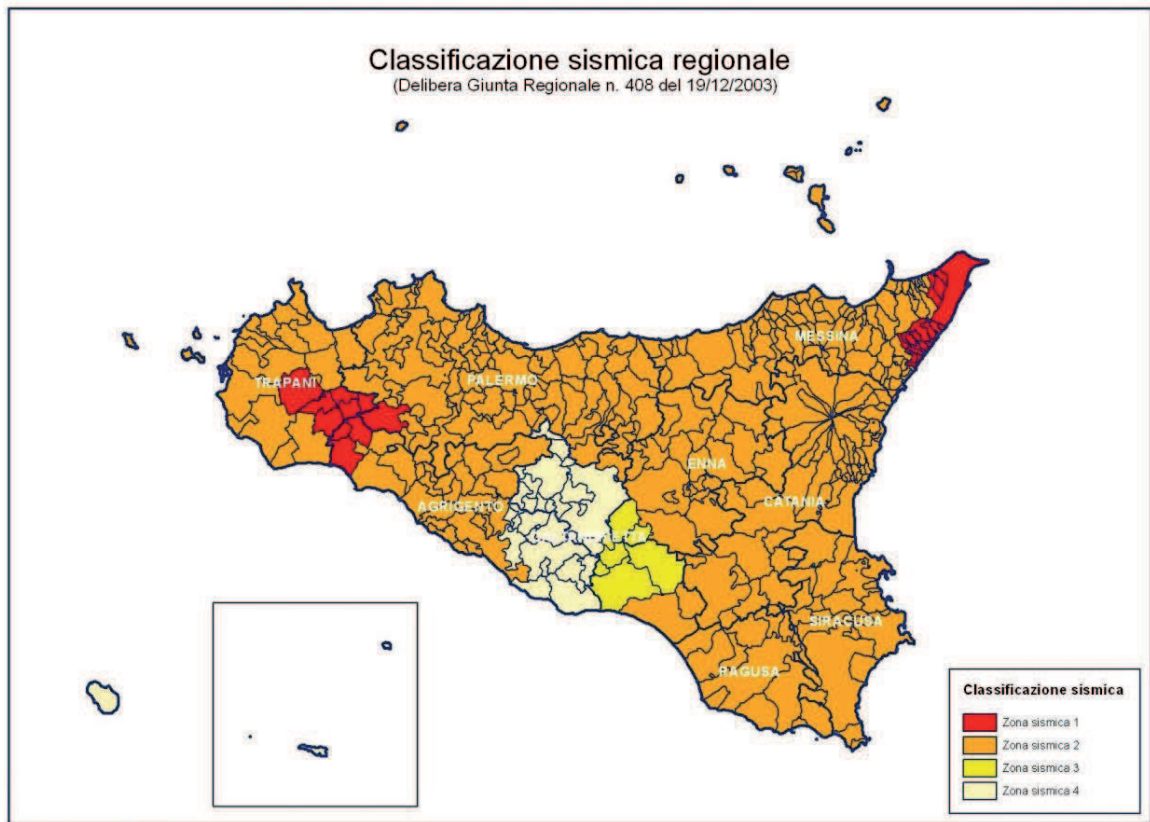 Classificazione sismica regionale
(Delibera Giunta Regionale n. 408 del 19/12/2003)
MESSINA
TRAPANI
PALERMO
ENNA
AGRIGENTO
CATANIA
SIRACUSA
RAGUSA
Classificazione sismica
Zona sismica 1
Zona sismica 2
Zona sismica 3
Zona sismica 4